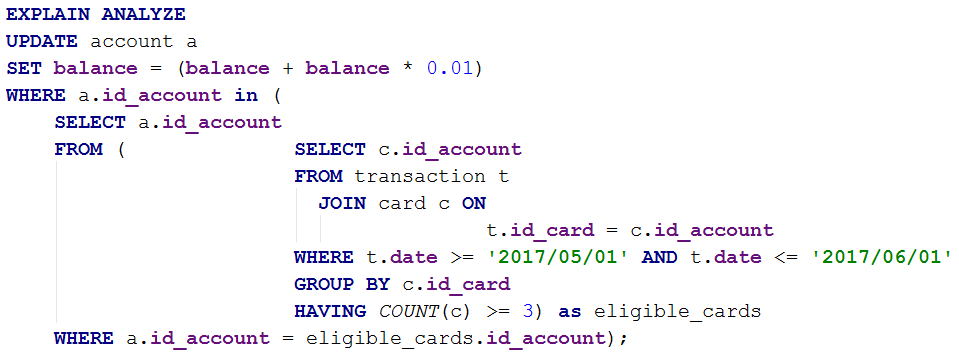 EXPLAIN ANALYZE
UPDATE account a
SET balance = (balance + balance * 0.01)
WHERE a.id_account in (
SELECT a.id_account
FROM ( SELECT c.id_account
FROM transaction t
JOIN card c ON
t.id_card = c.id_account
WHERE t.date >= '2017/05/01' AND t.date <= '2017/06/01'
GROUP BY c.id_card
HAVING COUNT(c) >= 3) as eligible_cards
WHERE a.id_account = eligible_cards.id_account);